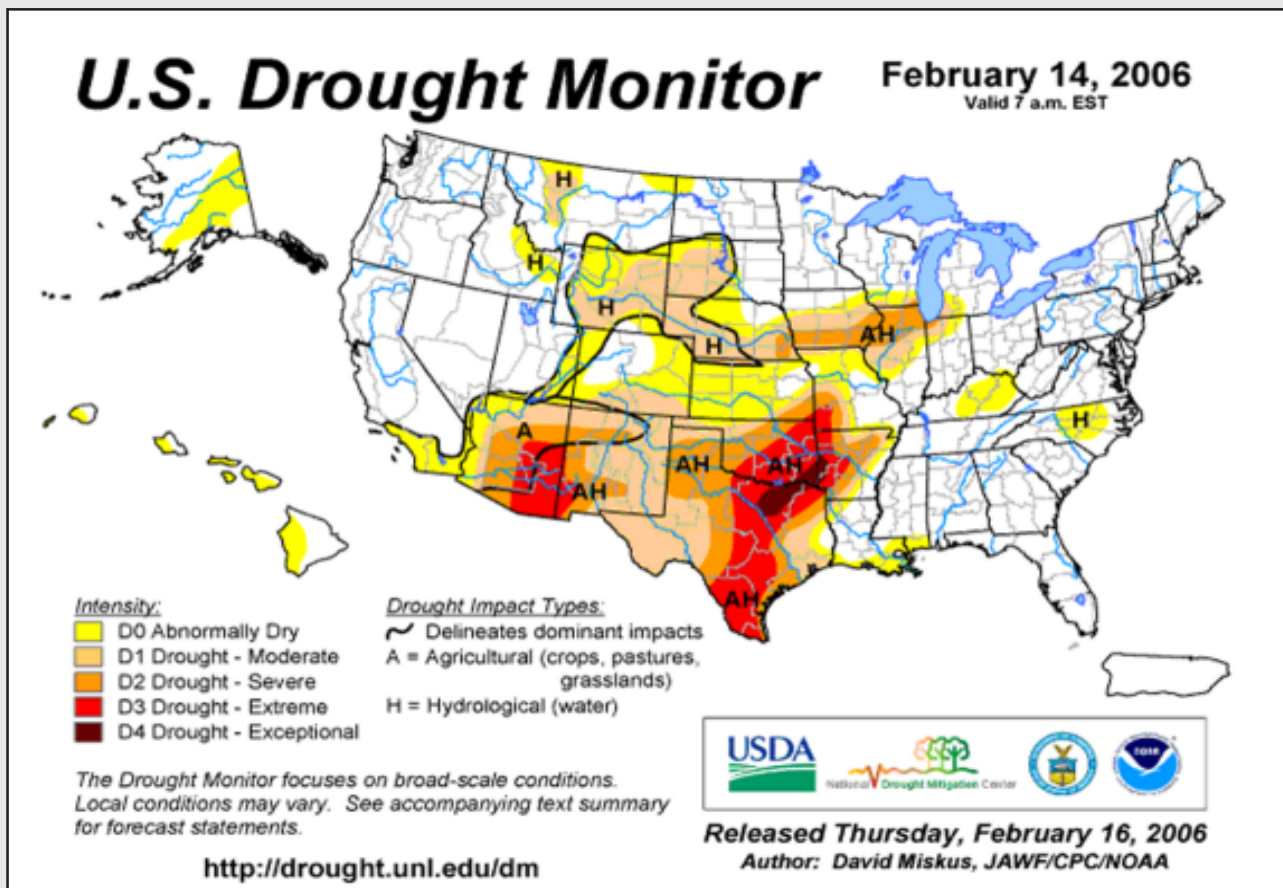 U.S. Drought Monitor
February 14, 2006
Valid 7 a.m. EST
H
H
H
H
AH
H
A
AH
AH
AH
AH
Intensity:
D0 Abnormally Dry
D1 Drought - Moderate
D2 Drought - Severe
D3 Drought - Extreme
D4 Drought - Exceptional
Drought Impact Types:
Delineates dominant impacts
A = Agricultural (crops, pastures,
grasslands)
H = Hydrological (water)
The Drought Monitor focuses on broad-scale conditions.
Local conditions may vary. See accompanying text summary
for forecast statements.
http://drought.unl.edu/dm
USDA
National Drought Mitigation Center
Released Thursday, February 16, 2006
Author: David Miskus, JAWF/CPC/NOAA